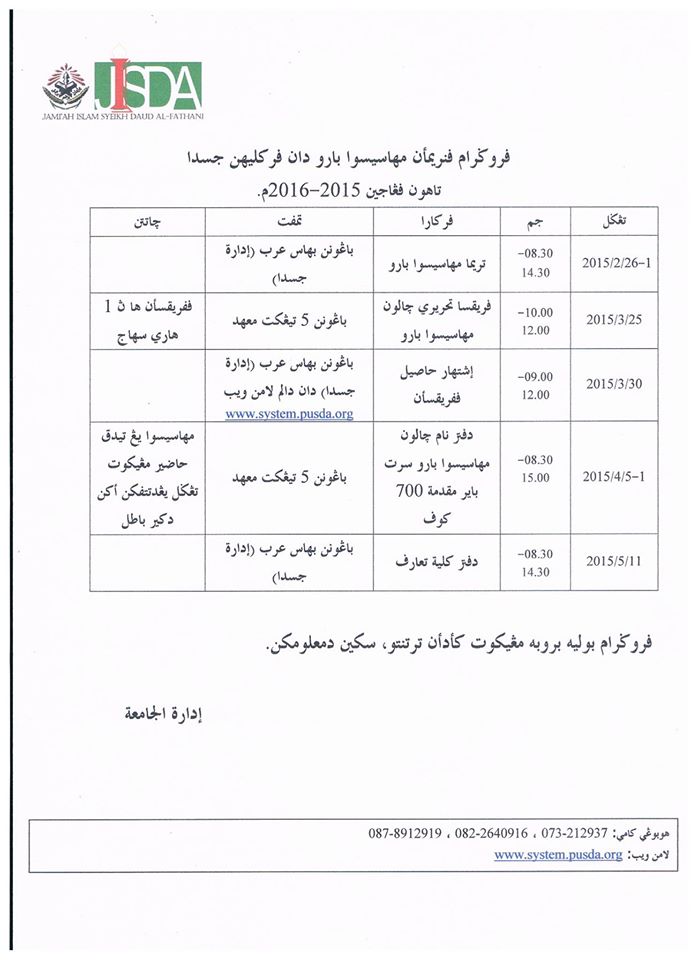 JISDA
JAMI'AH ISLAM SYEIKH DAUD AL-FATHANI
فروݢرام فنريمأن مهاسيسوا بارو دان فركليهن جسدا
تاهون فڠاجين 2015-2016م.
تڠݢل جم فركارا تمفت چاتتن
2015/2/26-1 08.30- تريما مهاسيسوا بارو باڠونن بهاس عرب (إدارة
14.30 جسدا)
2015/3/25 10.00- فريقسا تحريري چالون باڠونن 5 تيڠكت معهد ففريقسأن ها ڽ 1
12.00 مهاسيسوا بارو هاري سهاج
2015/3/30 09.00- إشتهار حاصيل باڠونن بهاس عرب (إدارة
12.00 ففريقسأن جسدا) دان دالم لامن ويب
www.system.pusda.org
2015/4/5-1 08.30- دفتر نام چالون باڠونن 5 تيڠكت معهد مهاسيسوا يڠ تيدق
15.00 مهاسيسوا بارو سرت حاضير مڠيكوت
باير مقدمة 700 تڠݢل يڠدتتفكن أكن
كوف دكير باطل
2015/5/11 08.30- دفتر كلية تعارف باڠونن بهاس عرب (إدارة
14.30 جسدا)
فروݢرام بوليه بروبه مڠيكوت كأدأن ترتنتو، سكين دمعلومكن.
إدارة الجامعة
هوبوڠي كامي: 073-212937 ، 082-2640916 ، 087-8912919
لامن ويب: www.system.pusda.org